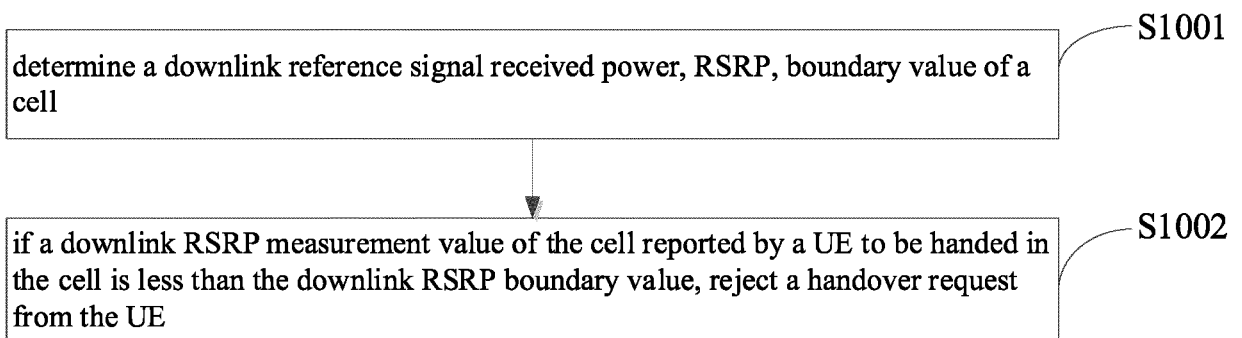 S1001
determine a downlink reference signal received power, RSRP, boundary value of a
cell
S1002
if a downlink RSRP measurement value of the cell reported by a UE to be handed in
the cell is less than the downlink RSRP boundary value, reject a handover request
from the UE